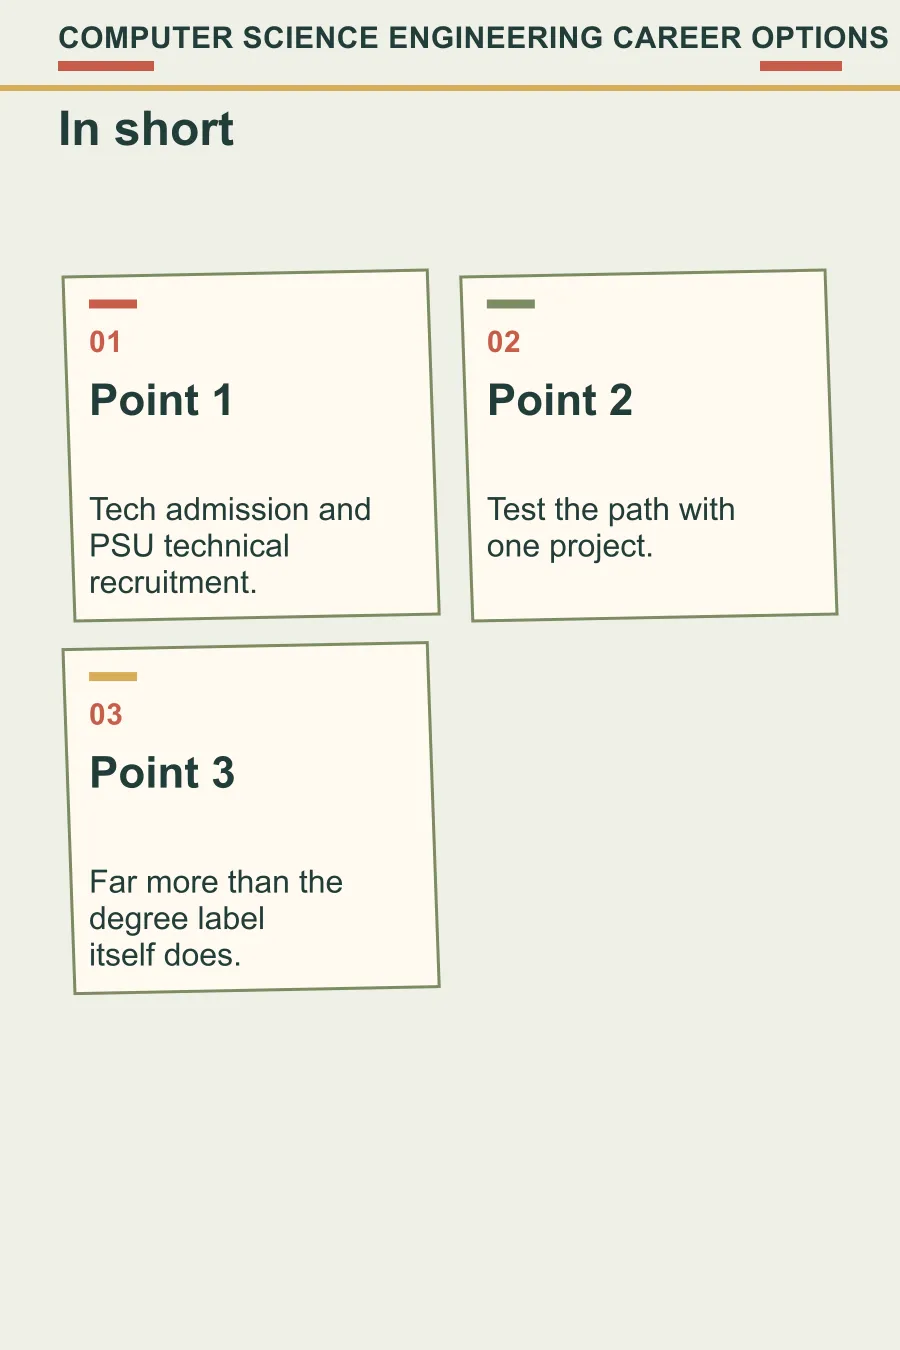 COMPUTER SCIENCE ENGINEERING CAREER OPTIONS
In short
01
Point 1
Tech admission and
PSU technical
recruitment.
02
Point 2
Test the path with
one project.
03
Point 3
Far more than the
degree label
itself does.